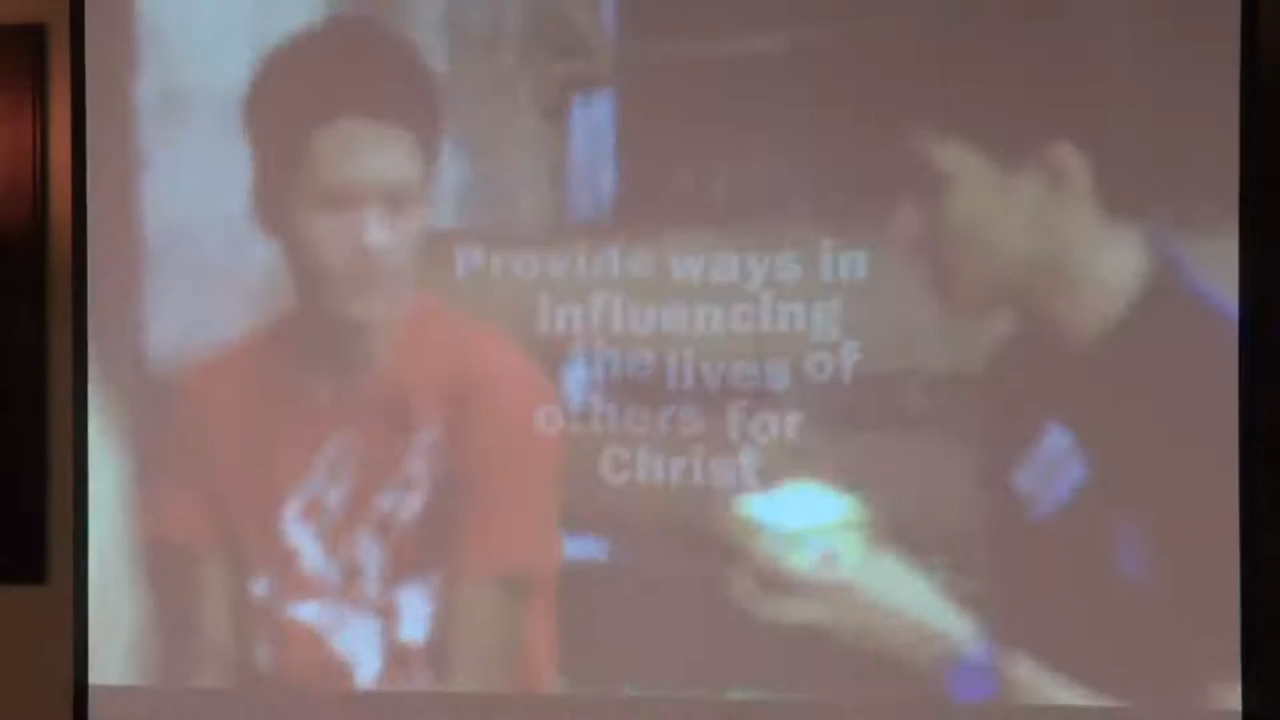 Provide ways in
influencing
the lives of
others for
Christ